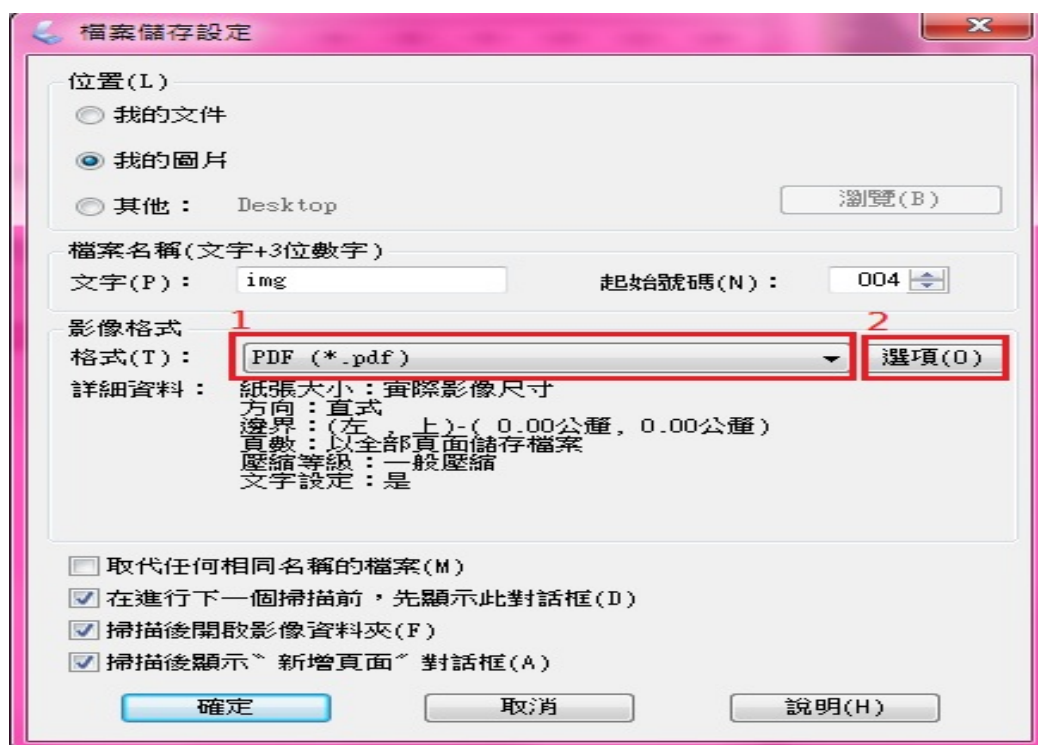 檔案儲存設定
位置(L)
我的文件
我的圖片
其他： Desktop 瀏覽(B)
檔案名稱(文字+3位數字)
文字(P)： img 起始號碼(N)： 004
影像格式 1 2
格式(T)： PDF (*.pdf) 選項(O)
詳細資料： 紙張大小：實際影像尺寸
方向：直式
邊界：(左 , 上)-( 0.00公釐, 0.00公釐)
頁數：以全部頁面儲存檔案
壓縮等級：一般壓縮
文字設定：是
取代任何相同名稱的檔案(M)
在進行下一個掃描前，先顯示此對話框(D)
掃描後開啟影像資料夾(F)
掃描後顯示〝新增頁面〞對話框(A)
確定 取消 說明(H)